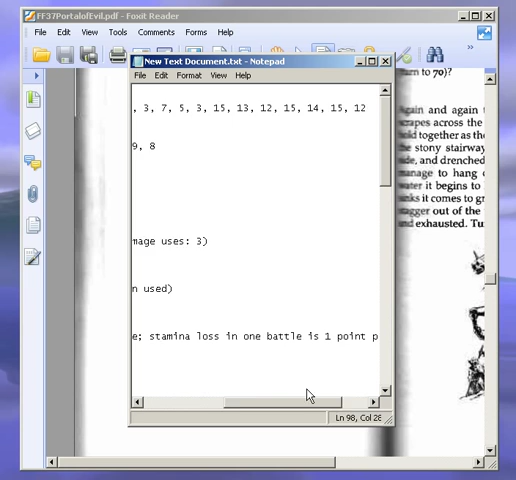 FF37PortalofEvil.pdf - Foxit Reader
File Edit View Tools Comments Forms Help
New Text Document.txt - Notepad
File Edit Format View Help
, 3, 7, 5, 3, 15, 13, 12, 15, 14, 15, 12
9, 8
mage uses: 3)
n used)
e; stamina loss in one battle is 1 point p
Ln 98, Col 28
turn to 70)?
Again and again t
scrapes across the
hold together as the
the stony stairway
side, and drenched
manage to hang o
water it begins to
sinks it comes to gr
stagger out of the
and exhausted. Tu